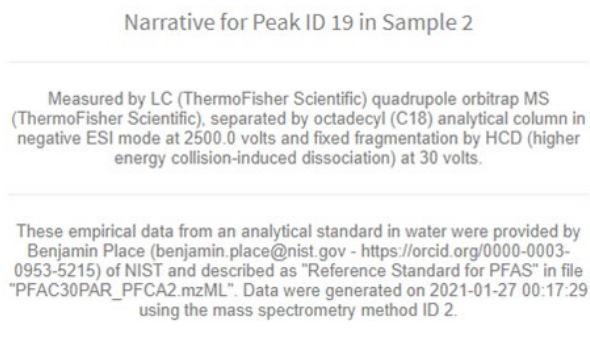 Narrative for Peak ID 19 in Sample 2
Measured by LC (ThermoFisher Scientific) quadrupole orbitrap MS
(ThermoFisher Scientific), separated by octadecyl (C18) analytical column in
negative ESI mode at 2500.0 volts and fixed fragmentation by HCD (higher
energy collision-induced dissociation) at 30 volts.
These empirical data from an analytical standard in water were provided by
Benjamin Place (benjamin.place@nist.gov - https://orcid.org/0000-0003-
0953-5215) of NIST and described as "Reference Standard for PFAS" in file
"PFAC30PAR_PFCA2.mzML". Data were generated on 2021-01-27 00:17:29
using the mass spectrometry method ID 2.